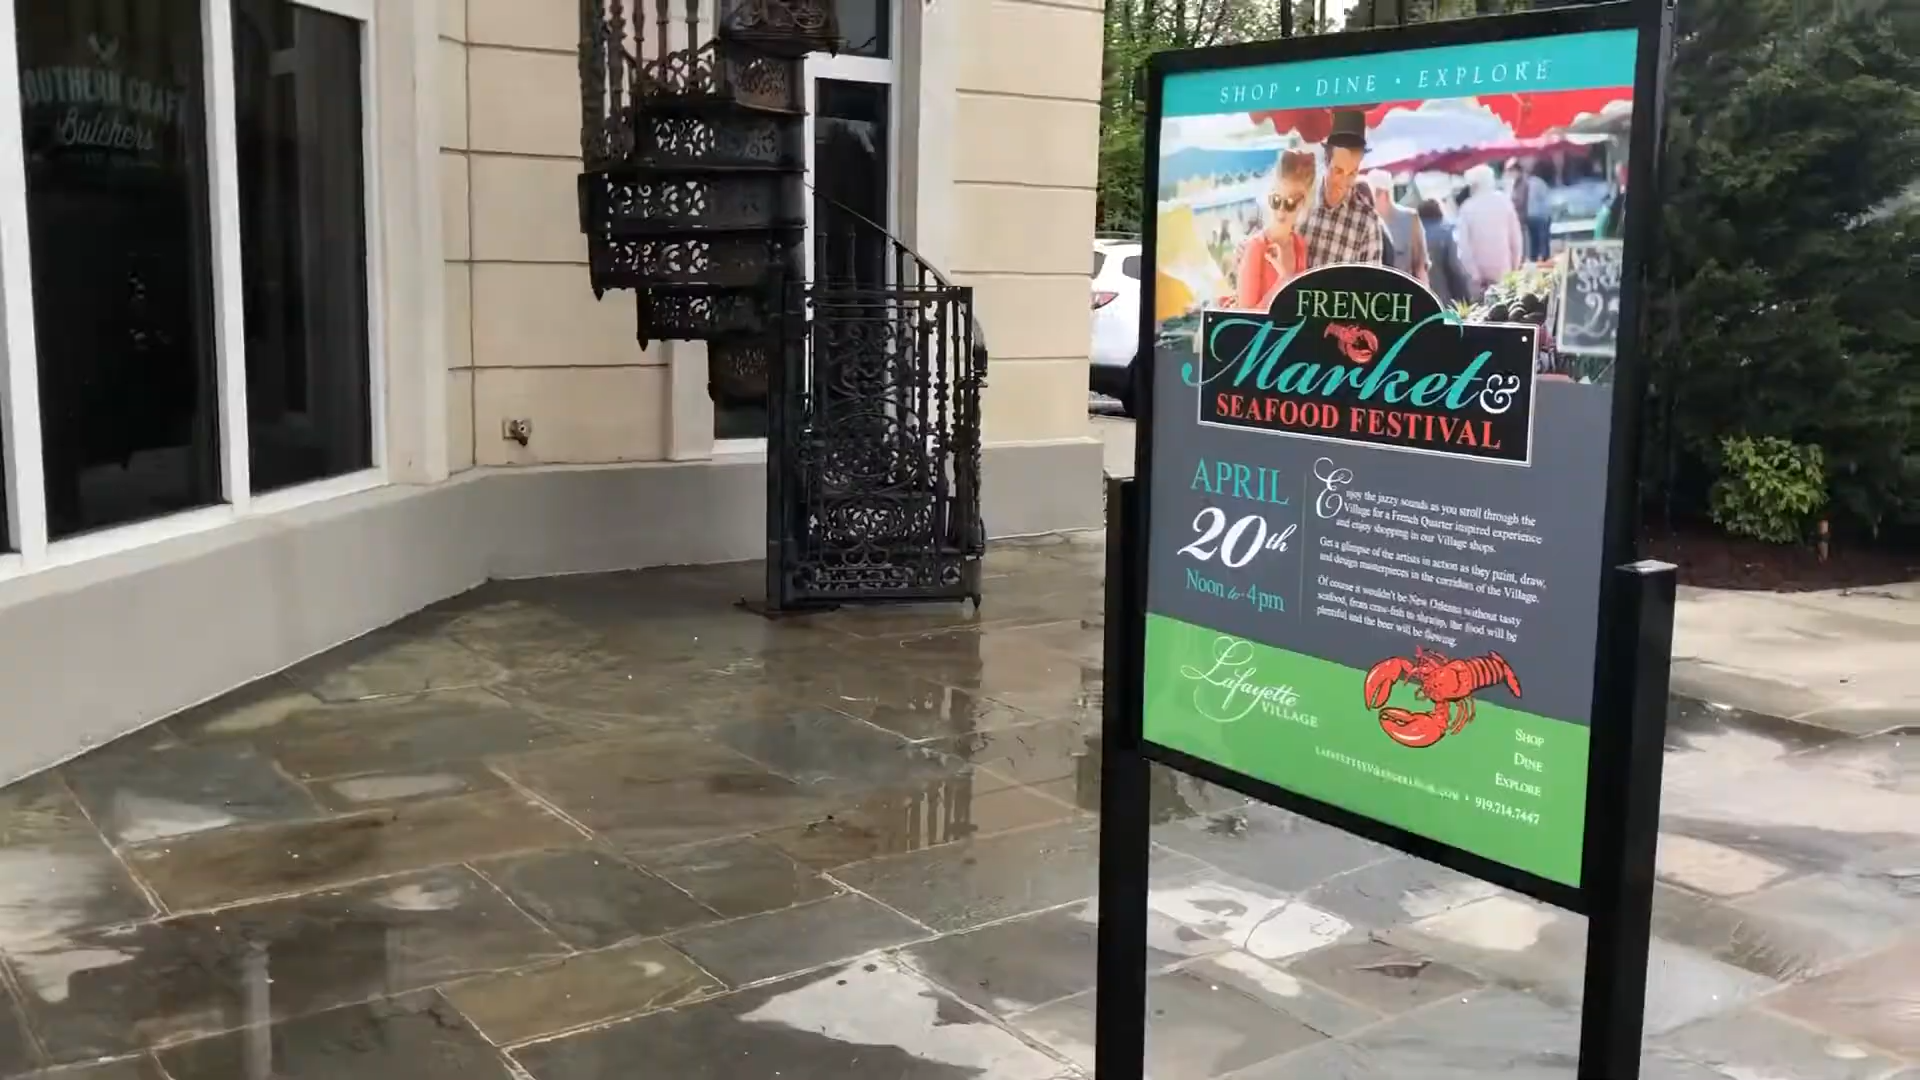 SOUTHERN CRAFT
Butchers
SHOP • DINE • EXPLORE
FRENCH
Market &
SEAFOOD FESTIVAL
APRIL
20th
Noon to 4pm
Enjoy the jazzy sounds as you stroll through the
Village for a French Quarter inspired experience
and enjoy shopping in our Village shops.
Get a glimpse of the artists in action as they paint, draw,
and design masterpieces in the corridors of the Village.
Of course it wouldn't be New Orleans without tasty
seafood, from craw-fish to shrimp, the food will be
plentiful and the beer will be flowing.
Lafayette
VILLAGE
SHOP
DINE
EXPLORE
• 919.714.7447